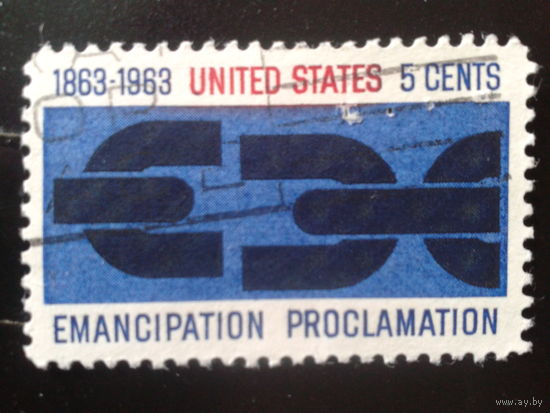 1863-1963 UNITED STATES 5 CENTS
EMANCIPATION PROCLAMATION
www.ay.by